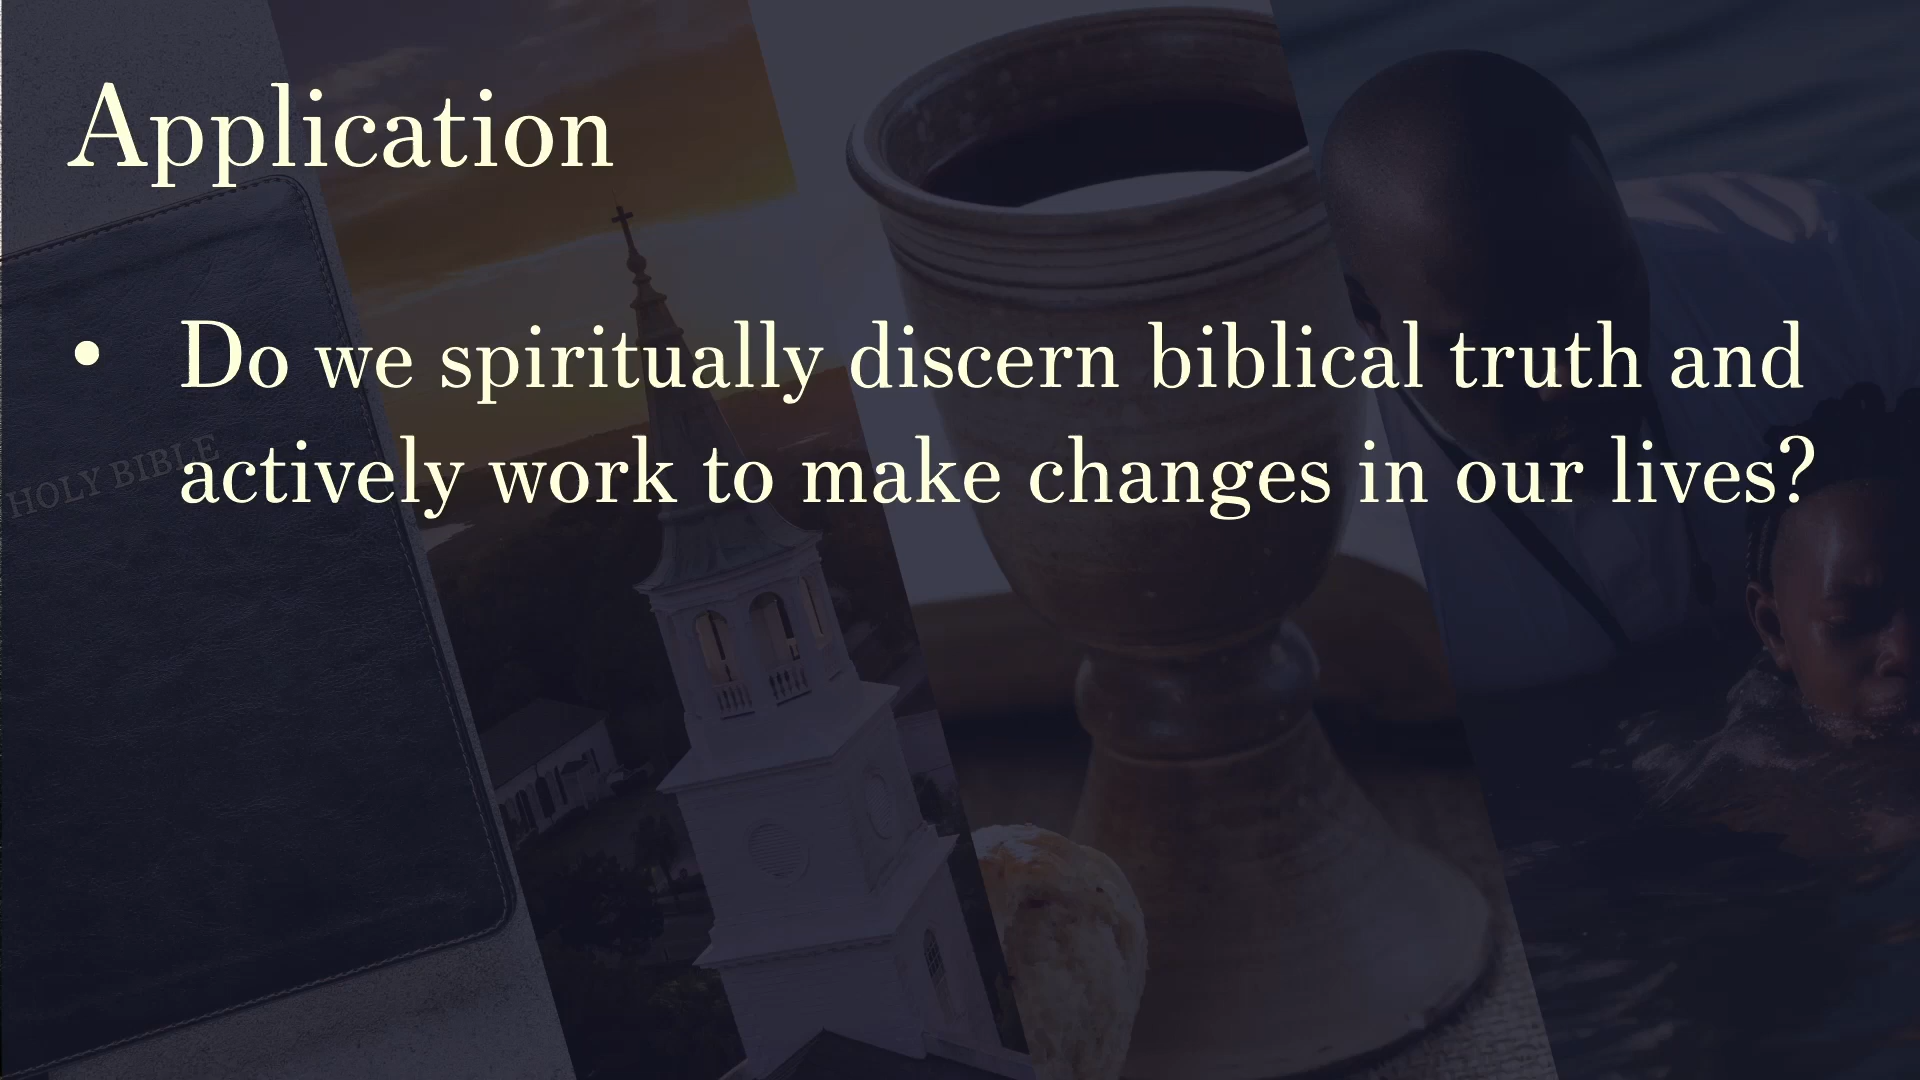 Application
• Do we spiritually discern biblical truth and
actively work to make changes in our lives?
HOLY BIBLE